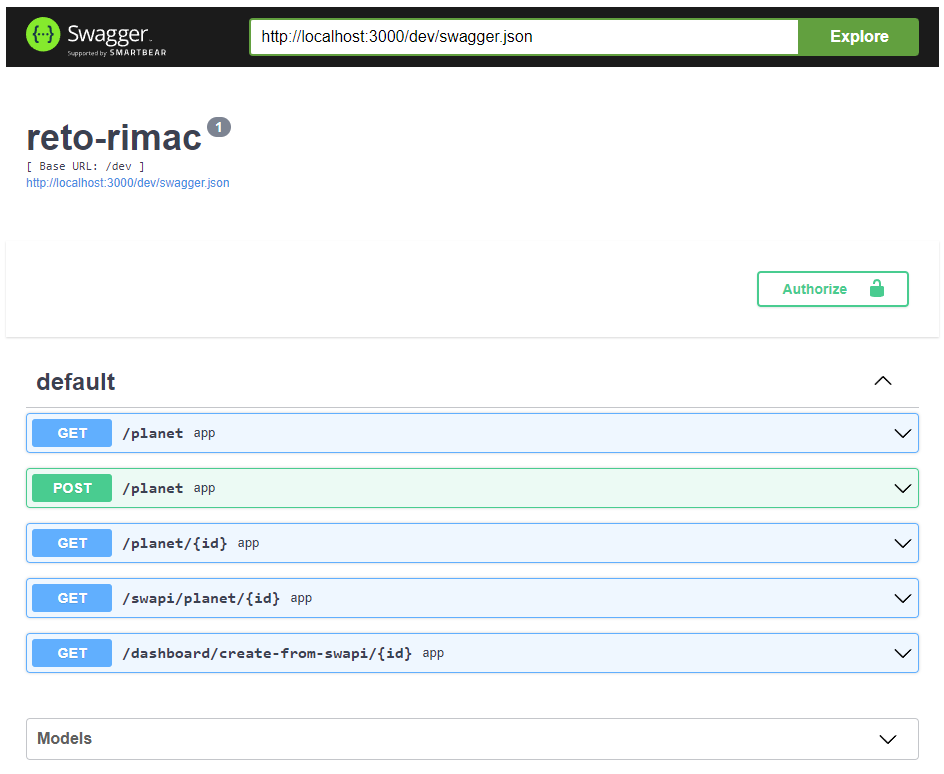 {···} Swagger.
Supported by SMARTBEAR
http://localhost:3000/dev/swagger.json
Explore
reto-rimac 1
[ Base URL: /dev ]
http://localhost:3000/dev/swagger.json
Authorize
default
GET /planet app
POST /planet app
GET /planet/{id} app
GET /swapi/planet/{id} app
GET /dashboard/create-from-swapi/{id} app
Models